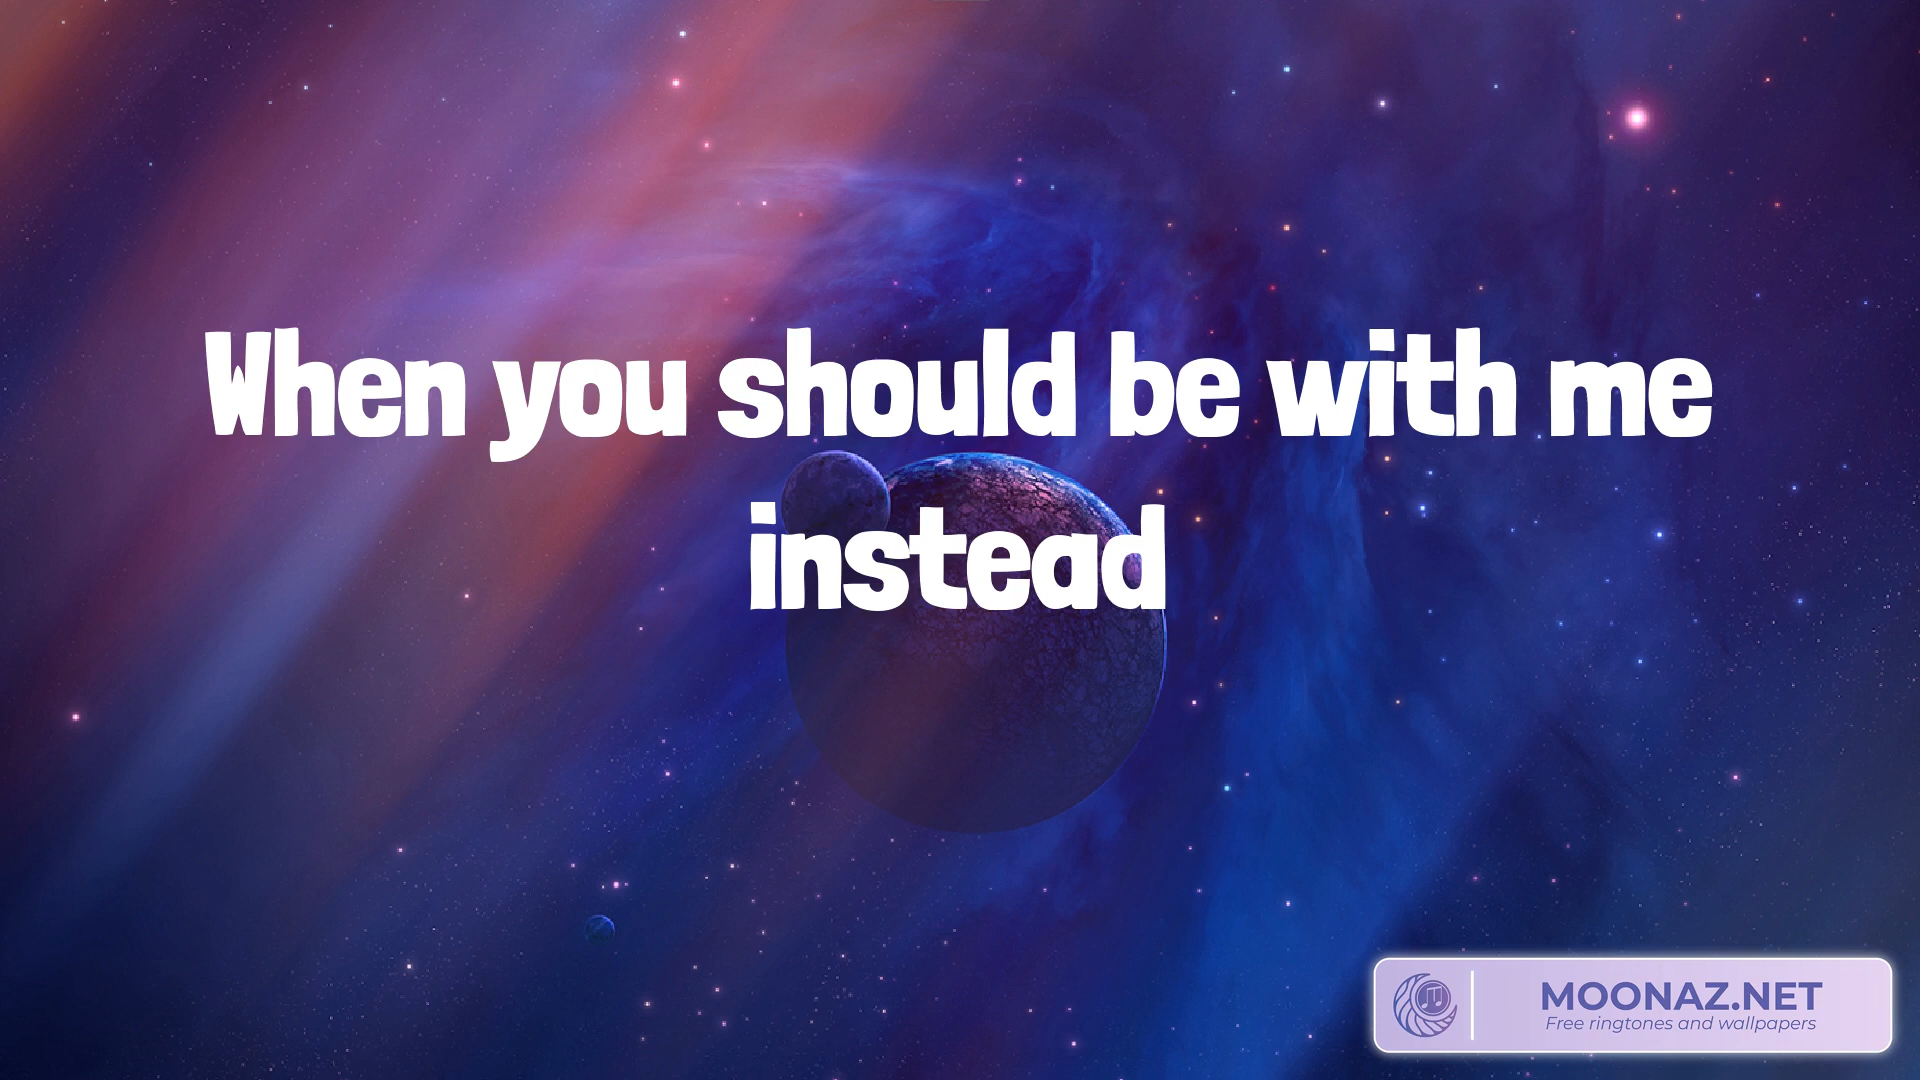 When you should be with me
instead
MOONAZ.NET
Free ringtones and wallpapers